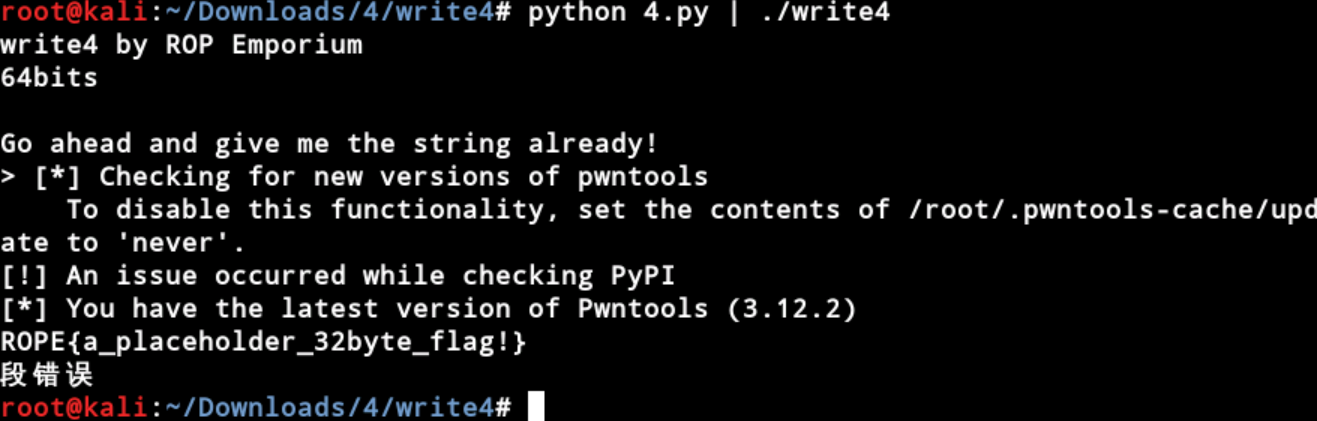 root@kali:~/Downloads/4/write4# python 4.py | ./write4
write4 by ROP Emporium
64bits

Go ahead and give me the string already!
> [*] Checking for new versions of pwntools
    To disable this functionality, set the contents of /root/.pwntools-cache/upd
ate to 'never'.
[!] An issue occurred while checking PyPI
[*] You have the latest version of Pwntools (3.12.2)
ROPE{a_placeholder_32byte_flag!}
段错误
root@kali:~/Downloads/4/write4#